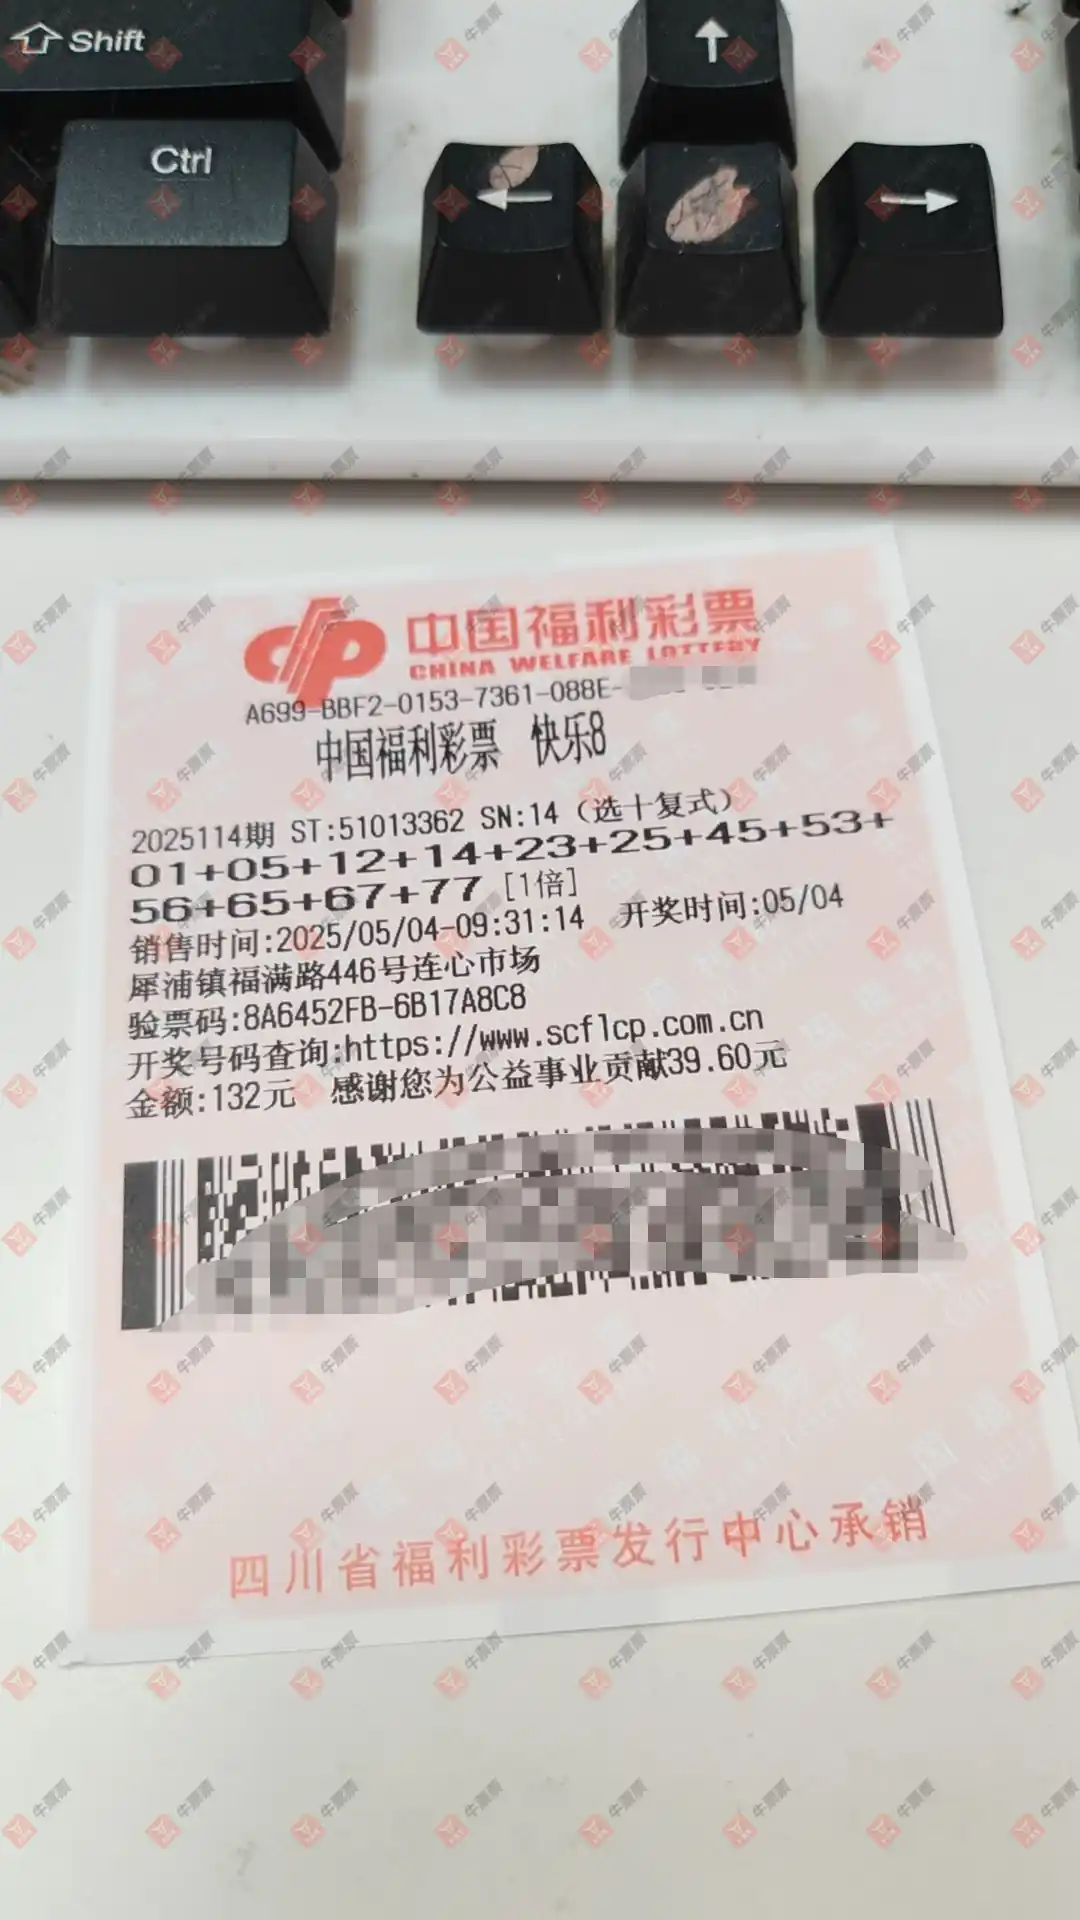 Shift
Ctrl
中国福利彩票
CHINA WELFARE LOTTERY
A699-BBF2-0153-7361-088E-
中国福利彩票 快乐8
2025114期 ST:51013362 SN:14（选十复式）
01+05+12+14+23+25+45+53+
56+65+67+77 [1倍]
销售时间:2025/05/04-09:31:14 开奖时间:05/04
犀浦镇福满路446号连心市场
验票码:8A6452FB-6B17A8C8
开奖号码查询:https://www.scflcp.com.cn
金额:132元 感谢您为公益事业贡献39.60元
四川省福利彩票发行中心承销
牛票票